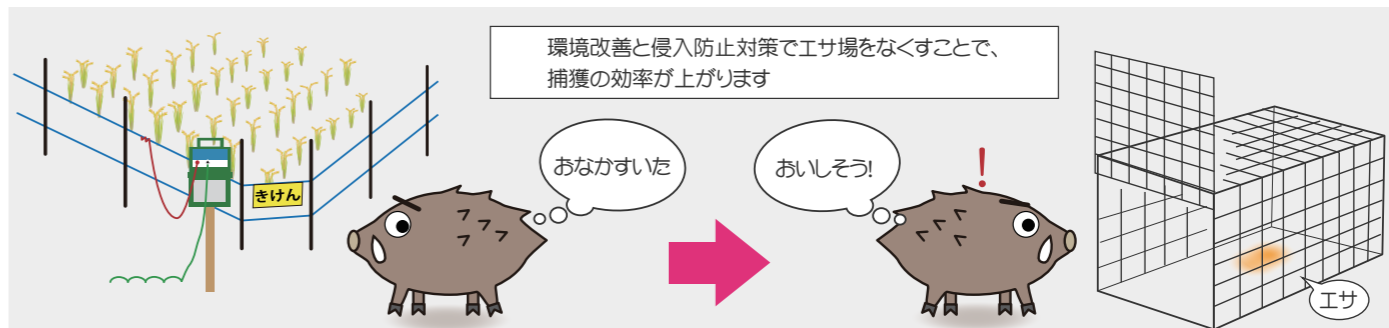 環境改善と侵入防止対策でエサ場をなくすことで、
捕獲の効率が上がります
おなかすいた
おいしそう!
!
きけん
エサ